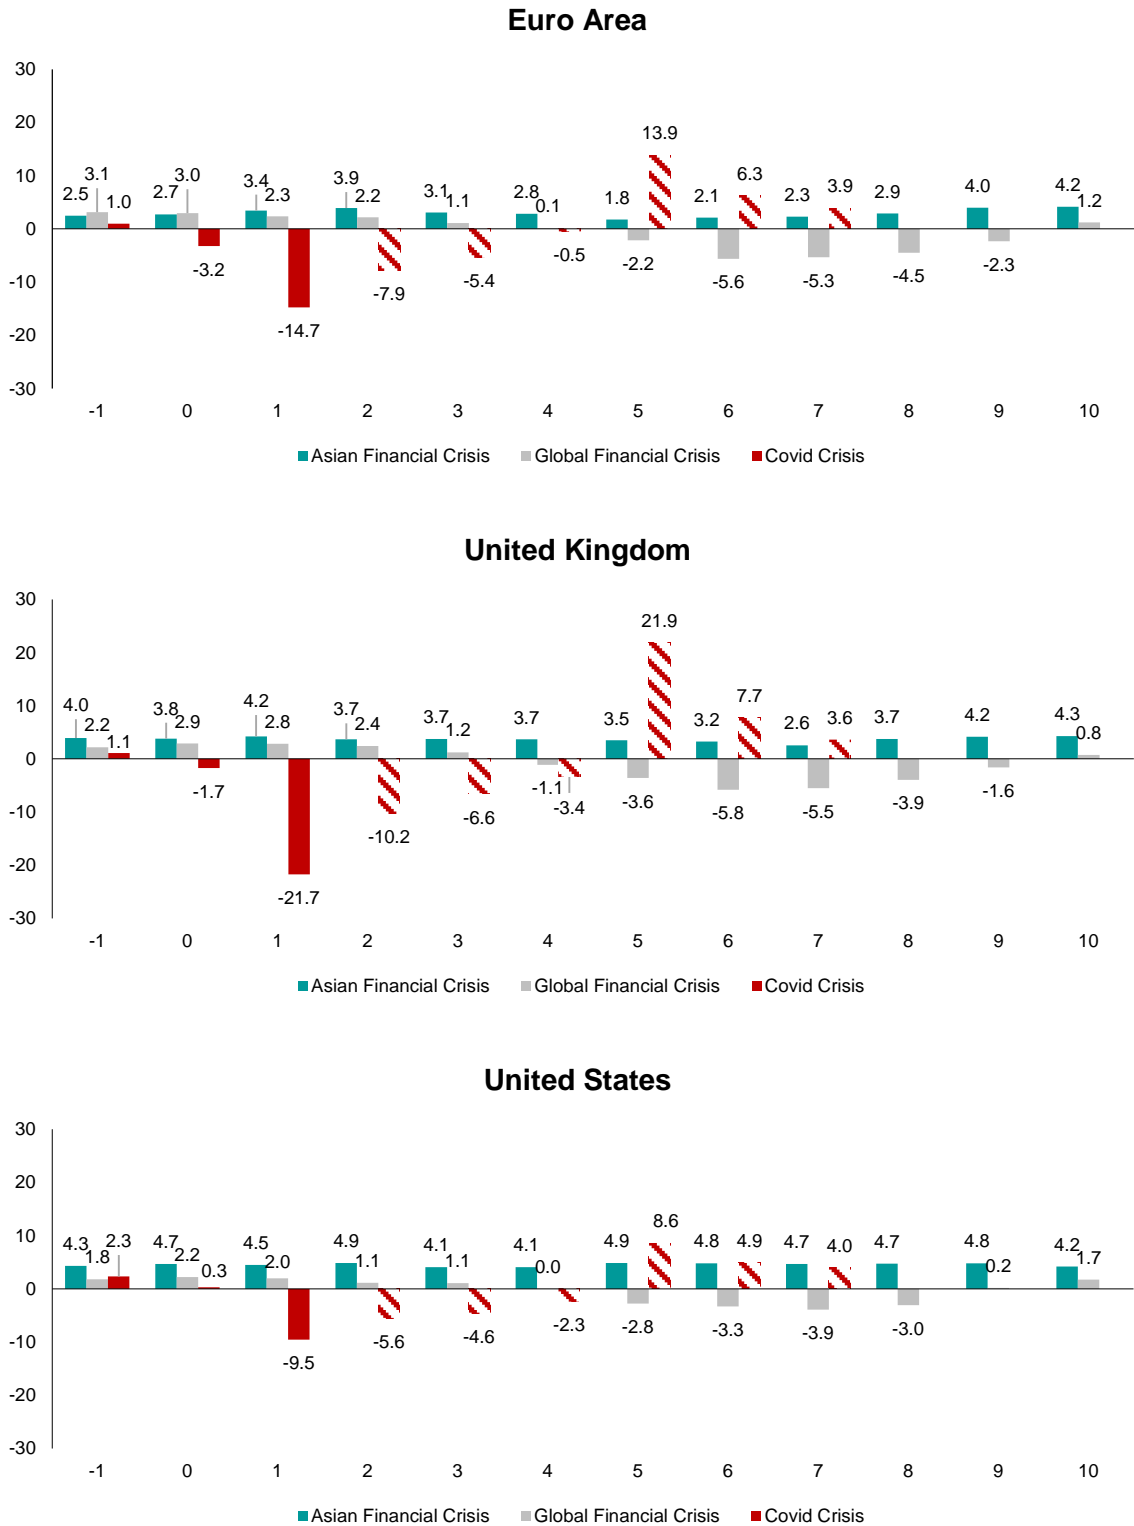 Euro Area
30
20
10
0
-10
-20
-30
2.5 3.1 1.0 2.7 3.0 -3.2 3.4 2.3 -14.7 3.9 2.2 -7.9 3.1 1.1 -5.4 2.8 0.1 -0.5 1.8 -2.2 13.9 2.1 -5.6 6.3 2.3 -5.3 3.9 2.9 -4.5 4.0 -2.3 4.2 1.2
-1 0 1 2 3 4 5 6 7 8 9 10
Asian Financial Crisis Global Financial Crisis Covid Crisis
United Kingdom
30
20
10
0
-10
-20
-30
4.0 2.2 1.1 3.8 2.9 -1.7 4.2 2.8 -21.7 3.7 2.4 -10.2 3.7 1.2 -6.6 3.7 -1.1 -3.4 3.5 -3.6 21.9 3.2 -5.8 7.7 2.6 -5.5 3.6 3.7 -3.9 4.2 -1.6 4.3 0.8
-1 0 1 2 3 4 5 6 7 8 9 10
Asian Financial Crisis Global Financial Crisis Covid Crisis
United States
30
20
10
0
-10
-20
-30
4.3 1.8 2.3 4.7 2.2 0.3 4.5 2.0 -9.5 4.9 1.1 -5.6 4.1 1.1 -4.6 4.1 0.0 -2.3 4.9 -2.8 8.6 4.8 -3.3 4.9 4.7 -3.9 4.0 4.7 -3.0 4.8 0.2 4.2 1.7
-1 0 1 2 3 4 5 6 7 8 9 10
Asian Financial Crisis Global Financial Crisis Covid Crisis